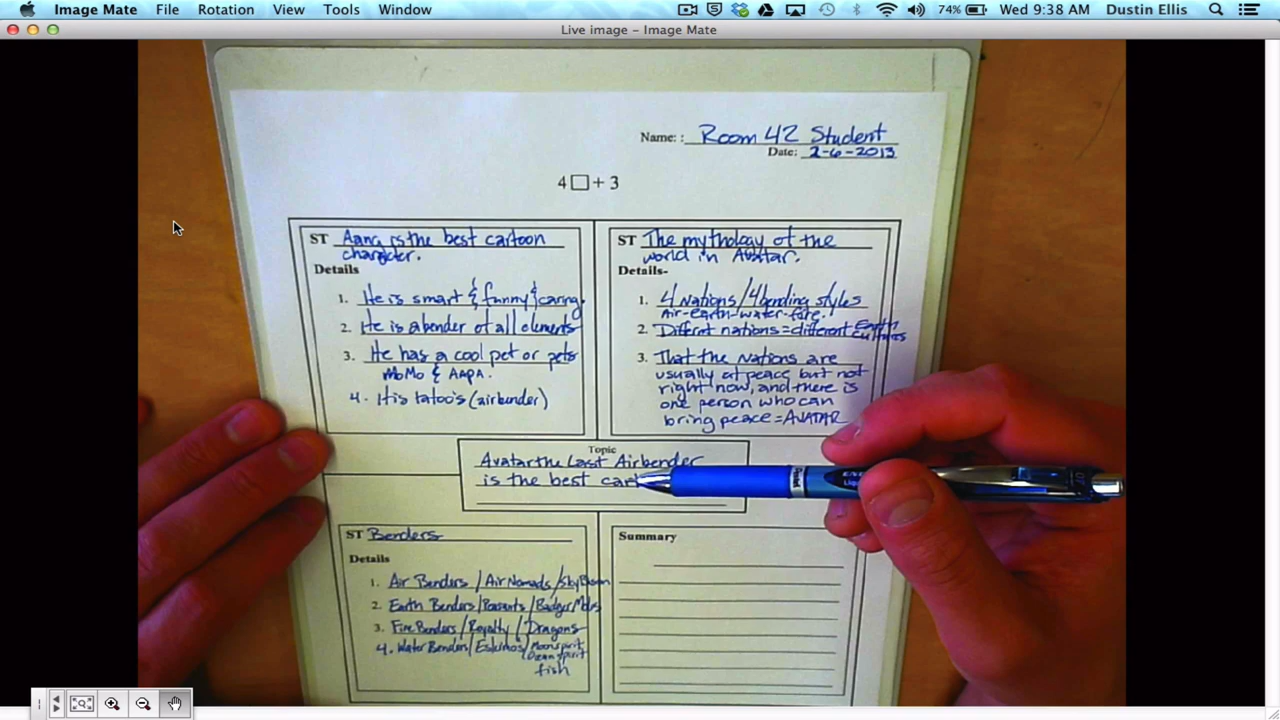 Image Mate File Rotation View Tools Window 74% Wed 9:38 AM Dustin Ellis
Live image - Image Mate
Name: : Room 42 Student
Date: 2-6-2013
4 □ + 3
ST Aang is the best cartoon
character.
Details
1. He is smart & funny & caring.
2. He is a bender of all elements
3. He has a cool pet or pets
MoMo & AAPA.
4. His tatoo's (airbender)
ST The mythology of the
world in Avatar.
Details-
1. 4 Nations/4 bending styles
Air-earth-water-fire.
2. Differnt nations = different Earth
cultures
3. That the Nations are
usually at peace but not
right now, and there is
one person who can
bring peace = AVATAR
Topic
Avatar the Last Airbender
is the best cart
ST Benders
Details
1. Air Benders / Air Nomads / Sky Bison
2. Earth Benders / Peasants / Badger Moles
3. Fire Benders / Royalty / Dragons
4. Water Benders / Eskimos / Moon spirit
Ocean spirit
fish
Summary